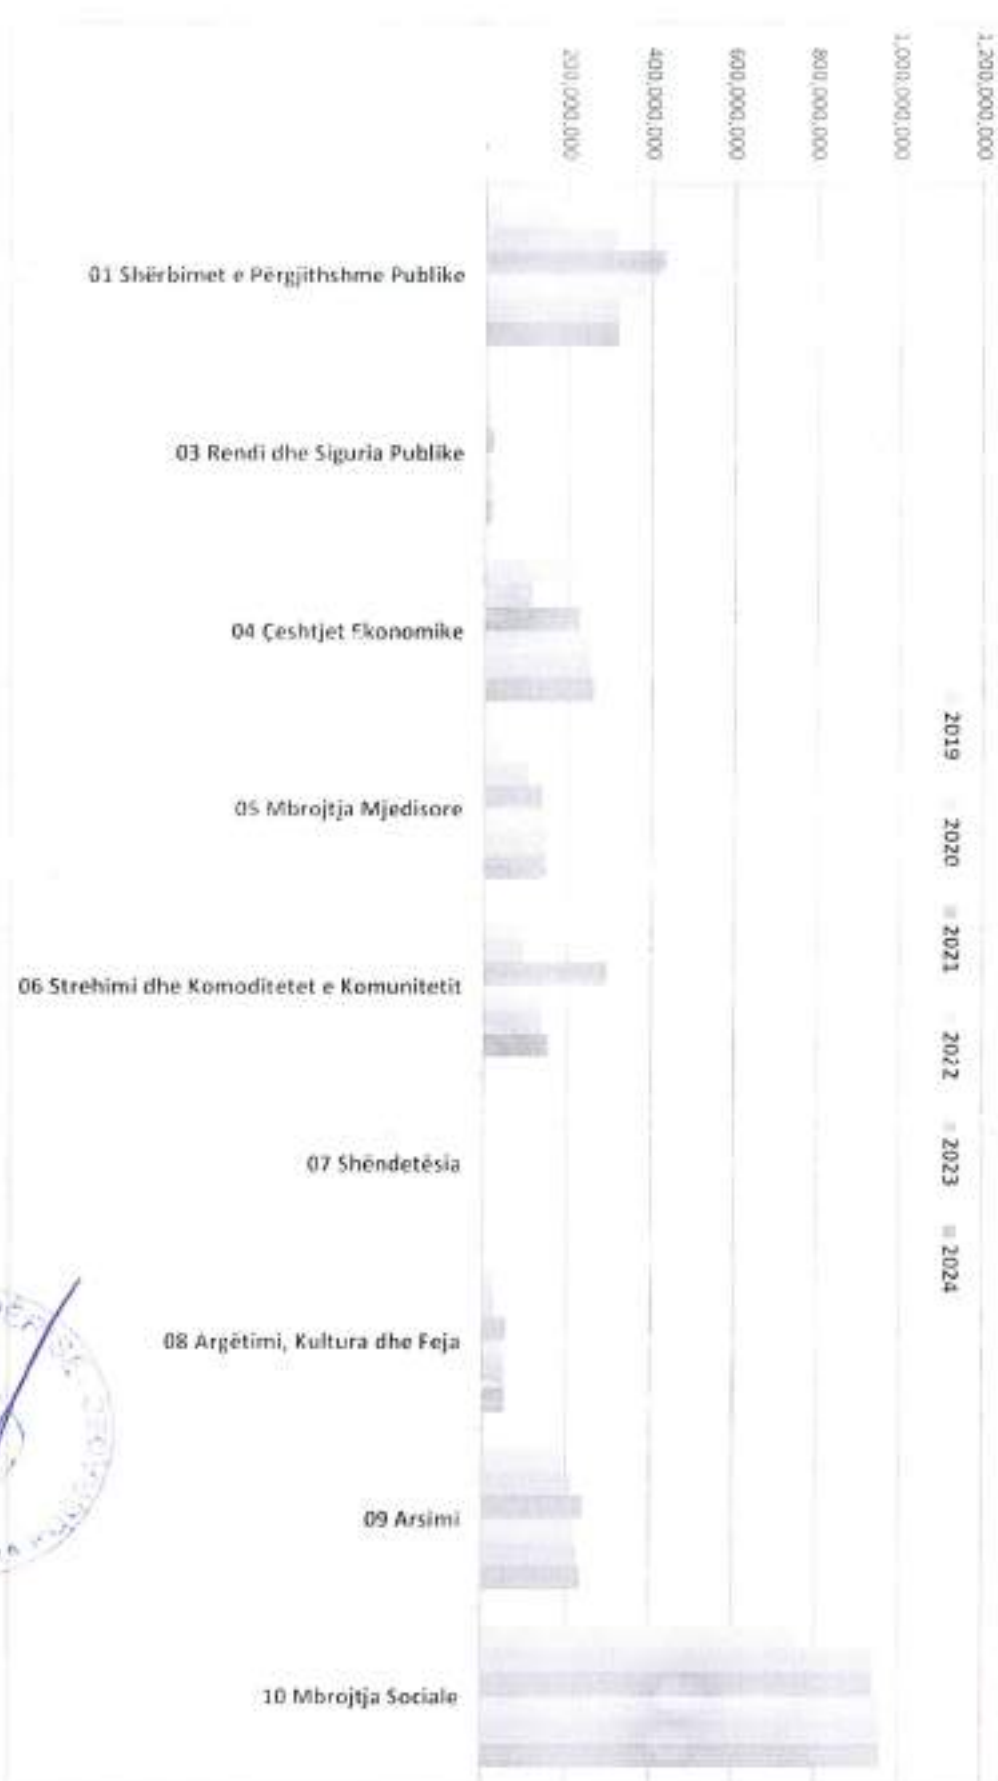 1,200,000,000
1,000,000,000
800,000,000
600,000,000
400,000,000
200,000,000
01 Shërbimet e Përgjithshme Publike
03 Rendi dhe Siguria Publike
04 Çeshtjet Ekonomike
05 Mbrojtja Mjedisore
06 Strehimi dhe Komoditetet e Komunitetit
07 Shëndetësia
08 Argëtimi, Kultura dhe Feja
09 Arsimi
10 Mbrojtja Sociale
2019
2020
2021
2022
2023
2024